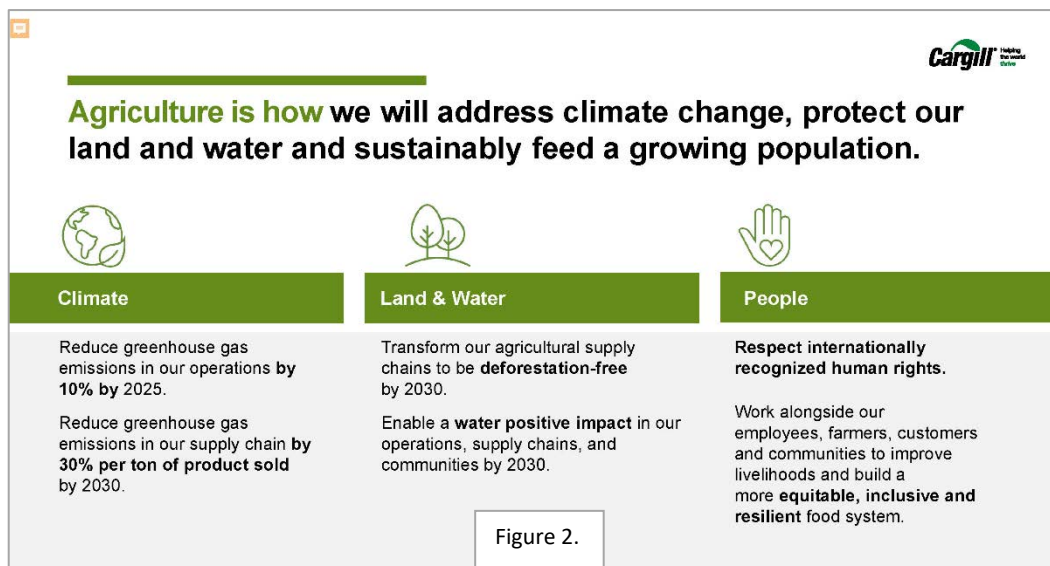 Cargill®
Helping
the world
thrive
Agriculture is how we will address climate change, protect our
land and water and sustainably feed a growing population.
Climate
Reduce greenhouse gas
emissions in our operations by
10% by 2025.
Reduce greenhouse gas
emissions in our supply chain by
30% per ton of product sold
by 2030.
Land & Water
Transform our agricultural supply
chains to be deforestation-free
by 2030.
Enable a water positive impact in our
operations, supply chains, and
communities by 2030.
People
Respect internationally
recognized human rights.
Work alongside our
employees, farmers, customers
and communities to improve
livelihoods and build a
more equitable, inclusive and
resilient food system.
Figure 2.